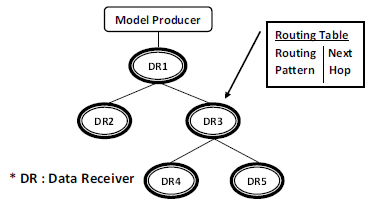 Model Producer
DR1
Routing Table
Routing Next
Pattern Hop
DR2
DR3
* DR : Data Receiver
DR4
DR5